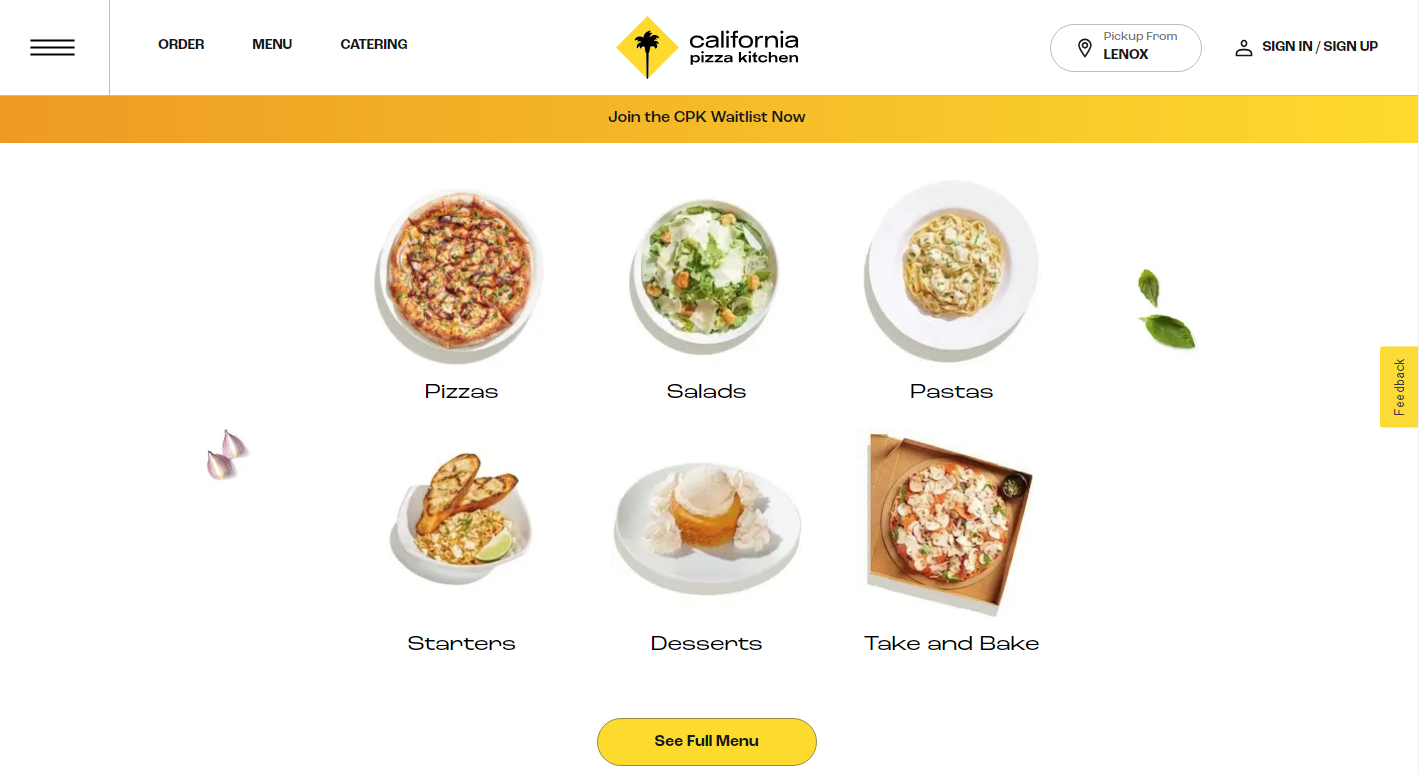 ORDER
MENU
CATERING
california
pizza kitchen
Pickup From
LENOX
SIGN IN / SIGN UP
Join the CPK Waitlist Now
Pizzas
Salads
Pastas
Feedback
Starters
Desserts
Take and Bake
See Full Menu